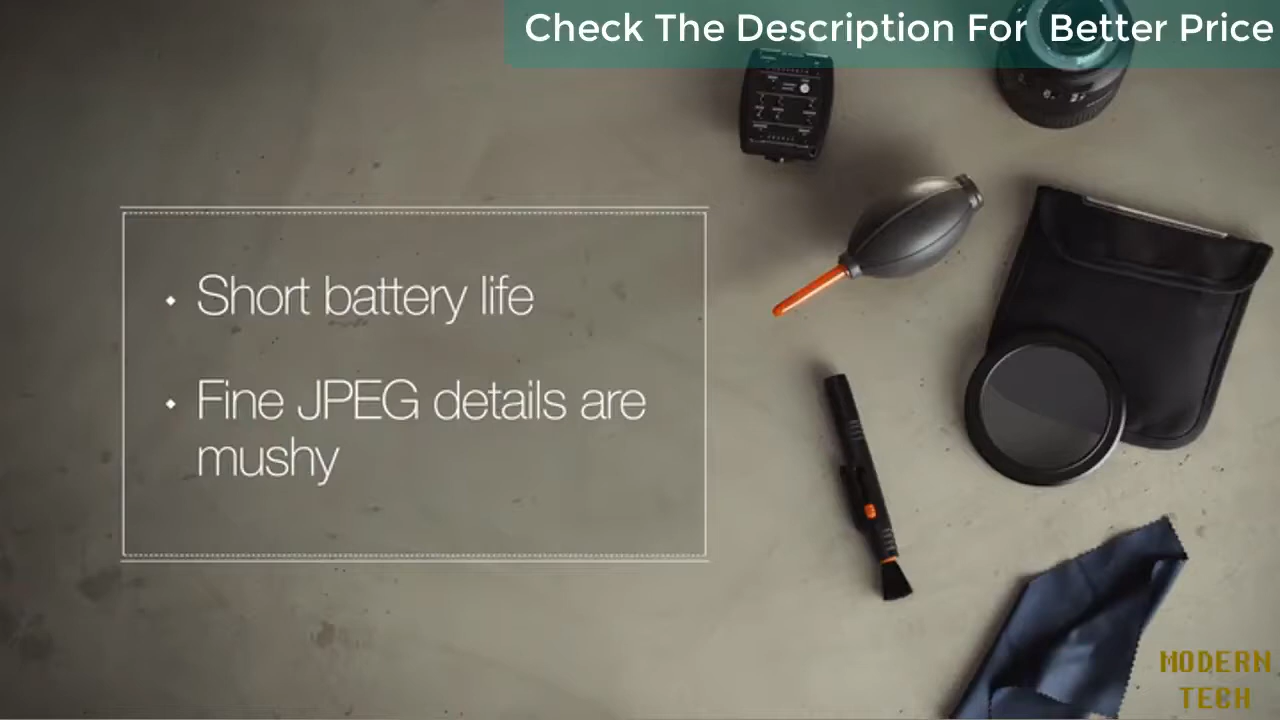 Check The Description For Better Price
Short battery life
Fine JPEG details are
mushy
MODERN
TECH